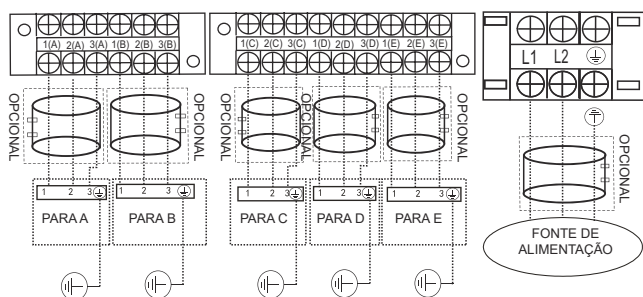 1(A) 2(A) 3(A) 1(B) 2(B) 3(B)
1(C) 2(C) 3(C) 1(D) 2(D) 3(D) 1(E) 2(E) 3(E)
L1 L2
OPCIONAL
OPCIONAL
OPCIONAL
OPCIONAL
OPCIONAL
OPCIONAL
1 2 3
1 2 3
1 2 3
1 2 3
1 2 3
PARA A
PARA B
PARA C
PARA D
PARA E
FONTE DE
ALIMENTAÇÃO